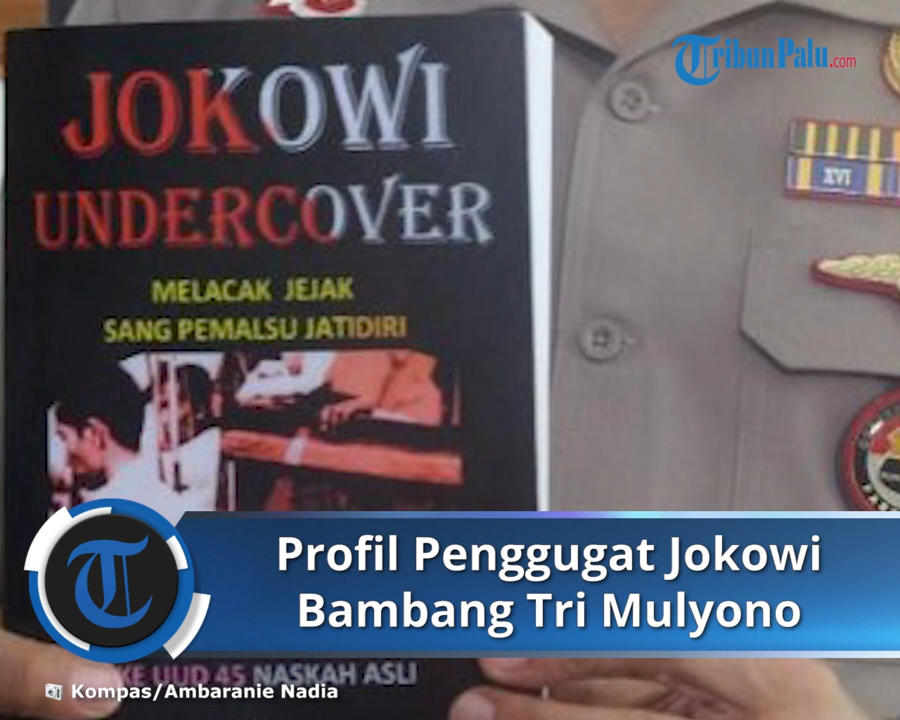 TribunPalu.com
JOKOWI
UNDERCOVER
MELACAK JEJAK
SANG PEMALSU JATIDIRI
XVI
Profil Penggugat Jokowi
Bambang Tri Mulyono
KE UUD 45 NASKAH ASLI
Kompas/Ambaranie Nadia